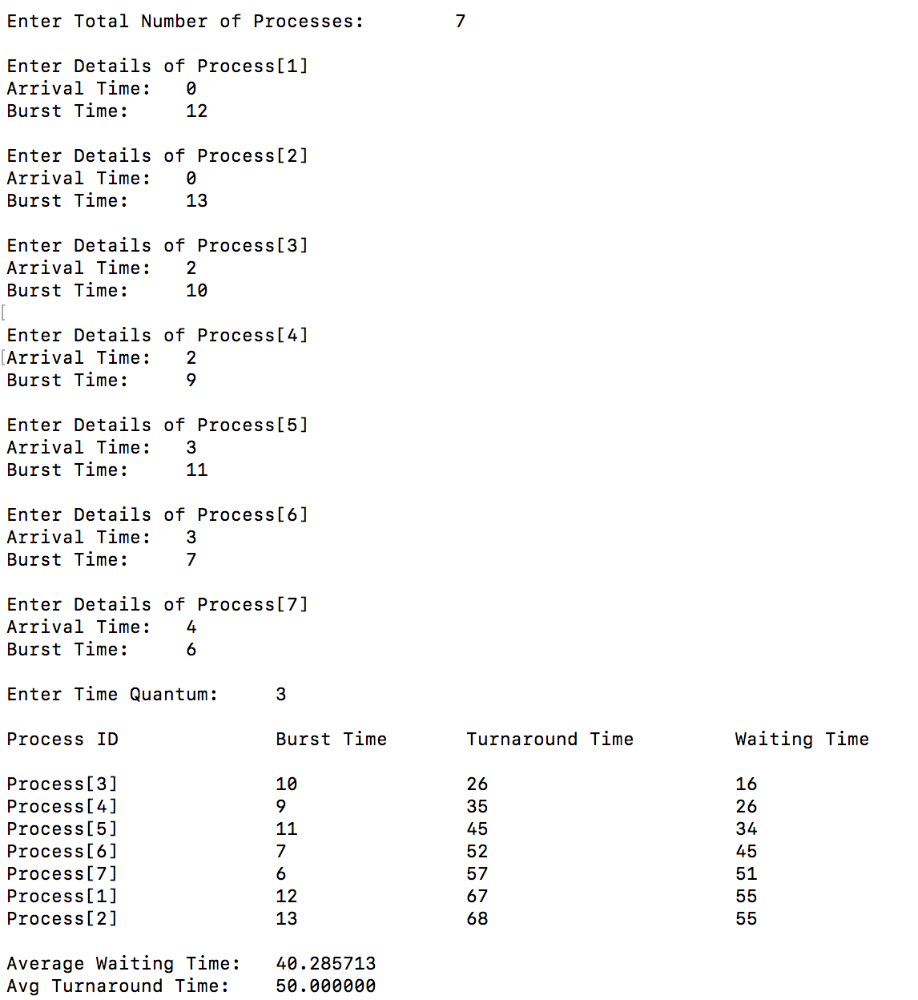 Enter Total Number of Processes: 7
Enter Details of Process[1]
Arrival Time: 0
Burst Time: 12
Enter Details of Process[2]
Arrival Time: 0
Burst Time: 13
Enter Details of Process[3]
Arrival Time: 2
Burst Time: 10
[
Enter Details of Process[4]
[Arrival Time: 2
Burst Time: 9
Enter Details of Process[5]
Arrival Time: 3
Burst Time: 11
Enter Details of Process[6]
Arrival Time: 3
Burst Time: 7
Enter Details of Process[7]
Arrival Time: 4
Burst Time: 6
Enter Time Quantum: 3
Process ID Burst Time Turnaround Time Waiting Time
Process[3] 10 26 16
Process[4] 9 35 26
Process[5] 11 45 34
Process[6] 7 52 45
Process[7] 6 57 51
Process[1] 12 67 55
Process[2] 13 68 55
Average Waiting Time: 40.285713
Avg Turnaround Time: 50.000000